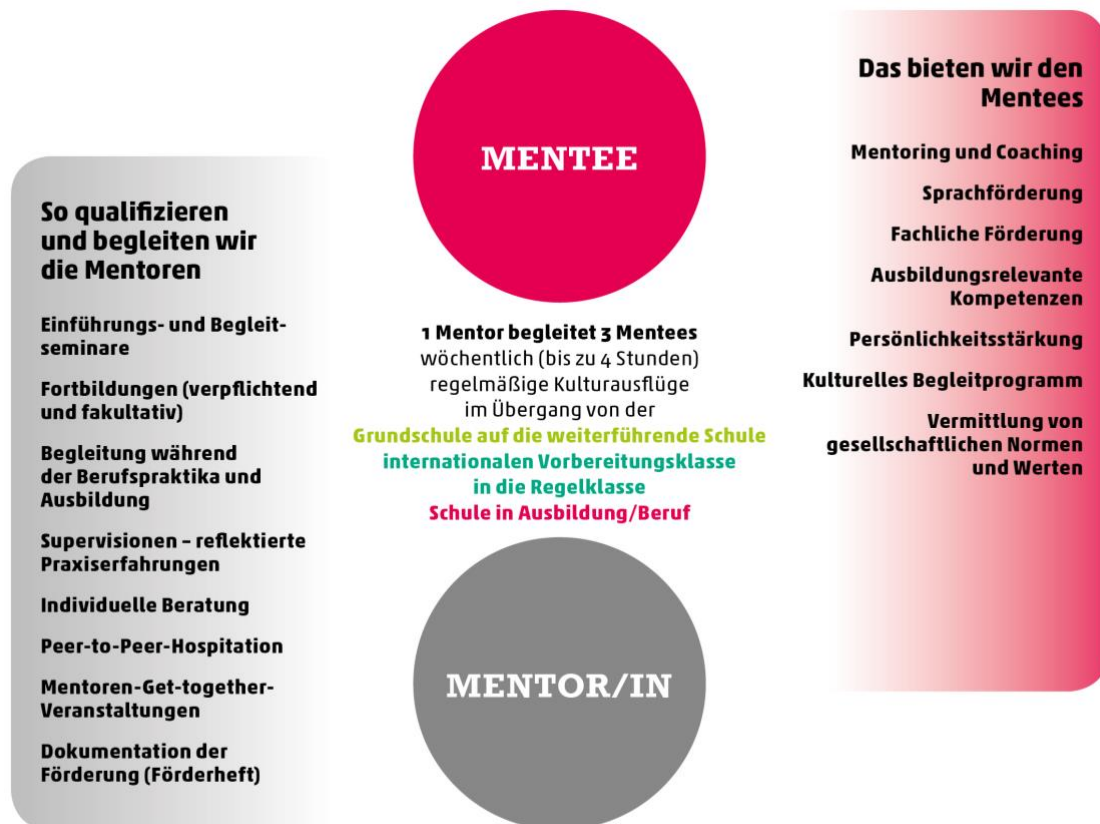 So qualifizieren
und begleiten wir
die Mentoren
Einführungs- und Begleit-
seminare
Fortbildungen (verpflichtend
und fakultativ)
Begleitung während
der Berufspraktika und
Ausbildung
Supervisionen – reflektierte
Praxiserfahrungen
Individuelle Beratung
Peer-to-Peer-Hospitation
Mentoren-Get-together-
Veranstaltungen
Dokumentation der
Förderung (Förderheft)
MENTEE
1 Mentor begleitet 3 Mentees
wöchentlich (bis zu 4 Stunden)
regelmäßige Kulturausflüge
im Übergang von der
Grundschule auf die weiterführende Schule
internationalen Vorbereitungsklasse
in die Regelklasse
Schule in Ausbildung/Beruf
MENTOR/IN
Das bieten wir den
Mentees
Mentoring und Coaching
Sprachförderung
Fachliche Förderung
Ausbildungsrelevante
Kompetenzen
Persönlichkeitsstärkung
Kulturelles Begleitprogramm
Vermittlung von
gesellschaftlichen Normen
und Werten